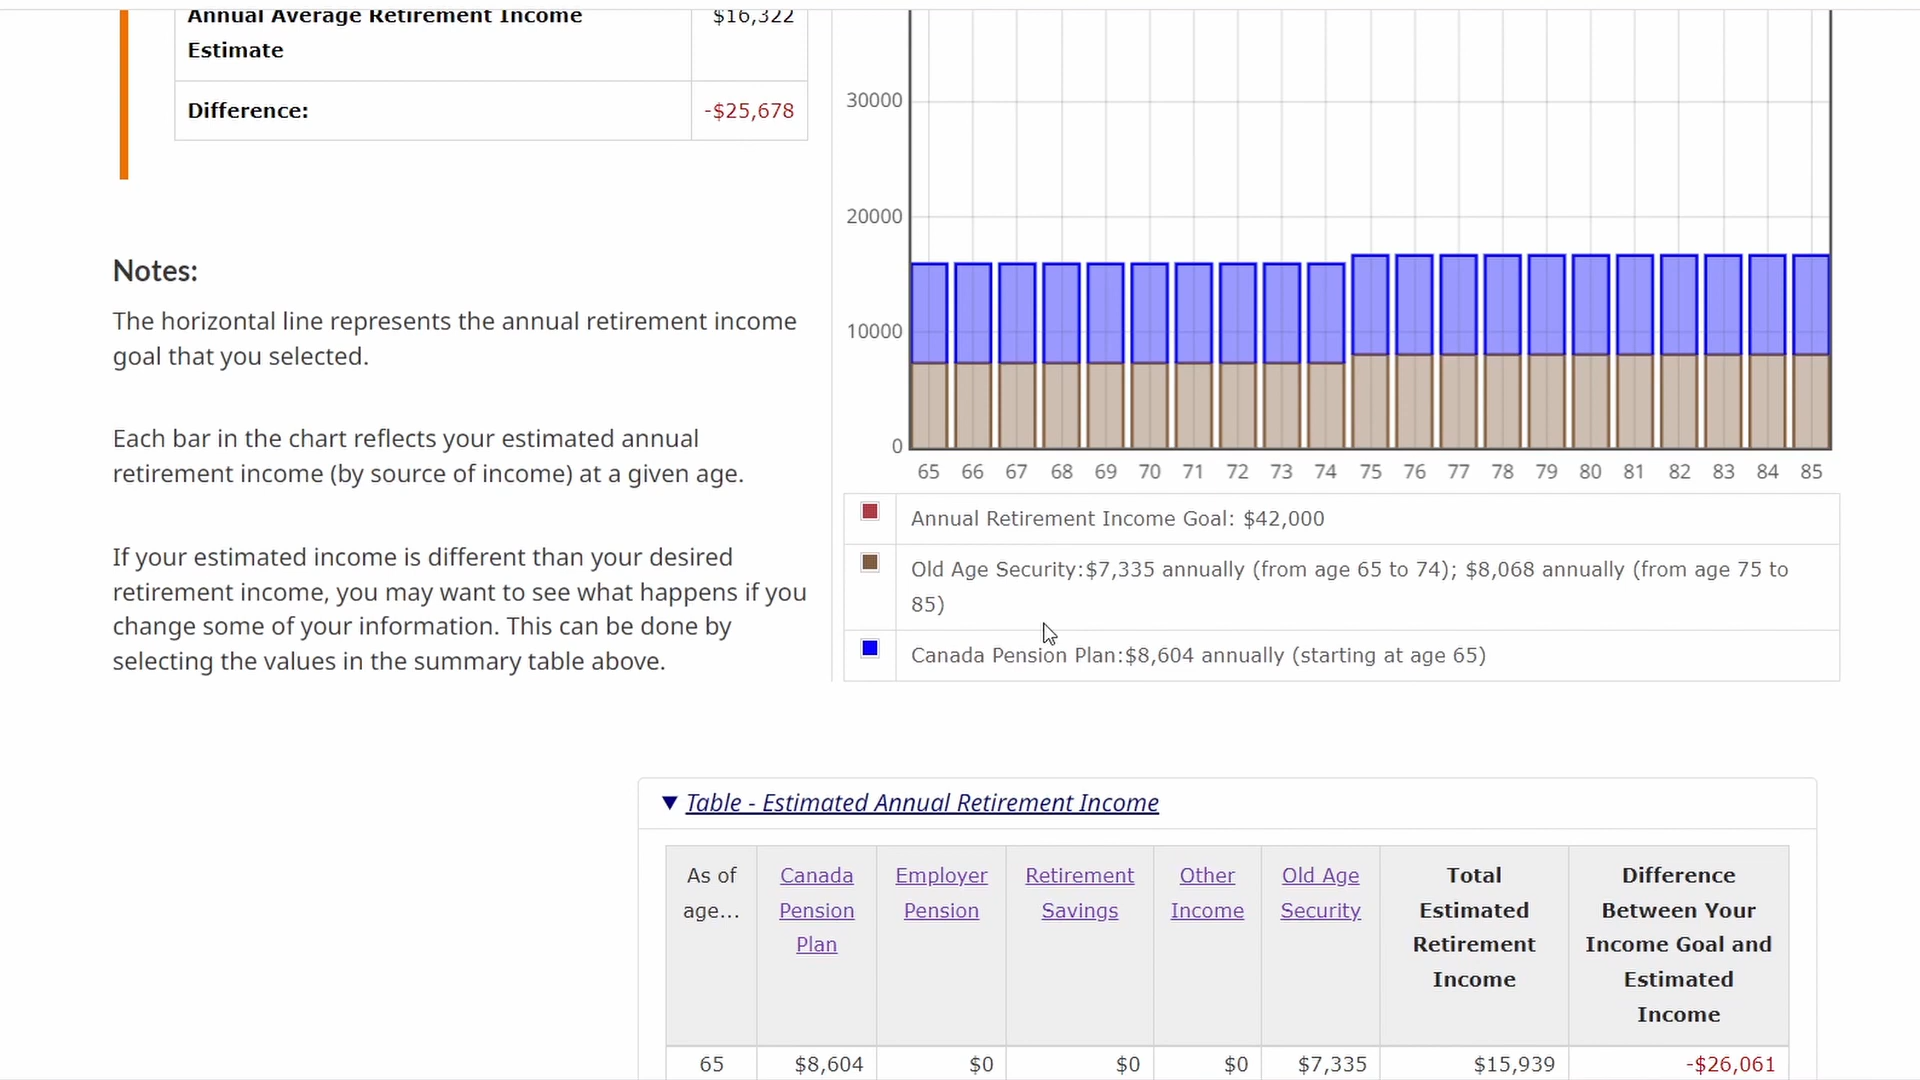 Annual Average Retirement Income
Estimate
$16,322
Difference:
-$25,678
Notes:
The horizontal line represents the annual retirement income
goal that you selected.
Each bar in the chart reflects your estimated annual
retirement income (by source of income) at a given age.
If your estimated income is different than your desired
retirement income, you may want to see what happens if you
change some of your information. This can be done by
selecting the values in the summary table above.
30000
20000
10000
0
65 66 67 68 69 70 71 72 73 74 75 76 77 78 79 80 81 82 83 84 85
Annual Retirement Income Goal: $42,000
Old Age Security:$7,335 annually (from age 65 to 74); $8,068 annually (from age 75 to
85)
Canada Pension Plan:$8,604 annually (starting at age 65)
Table - Estimated Annual Retirement Income
As of
age...
Canada
Pension
Plan
Employer
Pension
Retirement
Savings
Other
Income
Old Age
Security
Total
Estimated
Retirement
Income
Difference
Between Your
Income Goal and
Estimated
Income
65 $8,604 $0 $0 $0 $7,335 $15,939 -$26,061